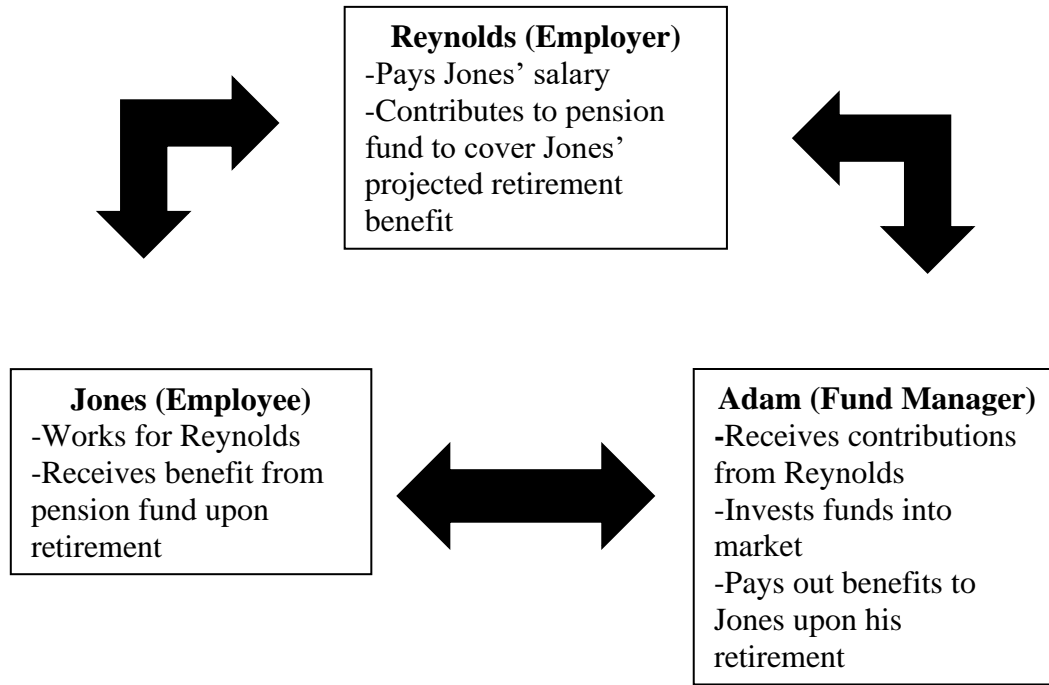 Reynolds (Employer)
-Pays Jones’ salary
-Contributes to pension
fund to cover Jones’
projected retirement
benefit
Jones (Employee)
-Works for Reynolds
-Receives benefit from
pension fund upon
retirement
Adam (Fund Manager)
-Receives contributions
from Reynolds
-Invests funds into
market
-Pays out benefits to
Jones upon his
retirement